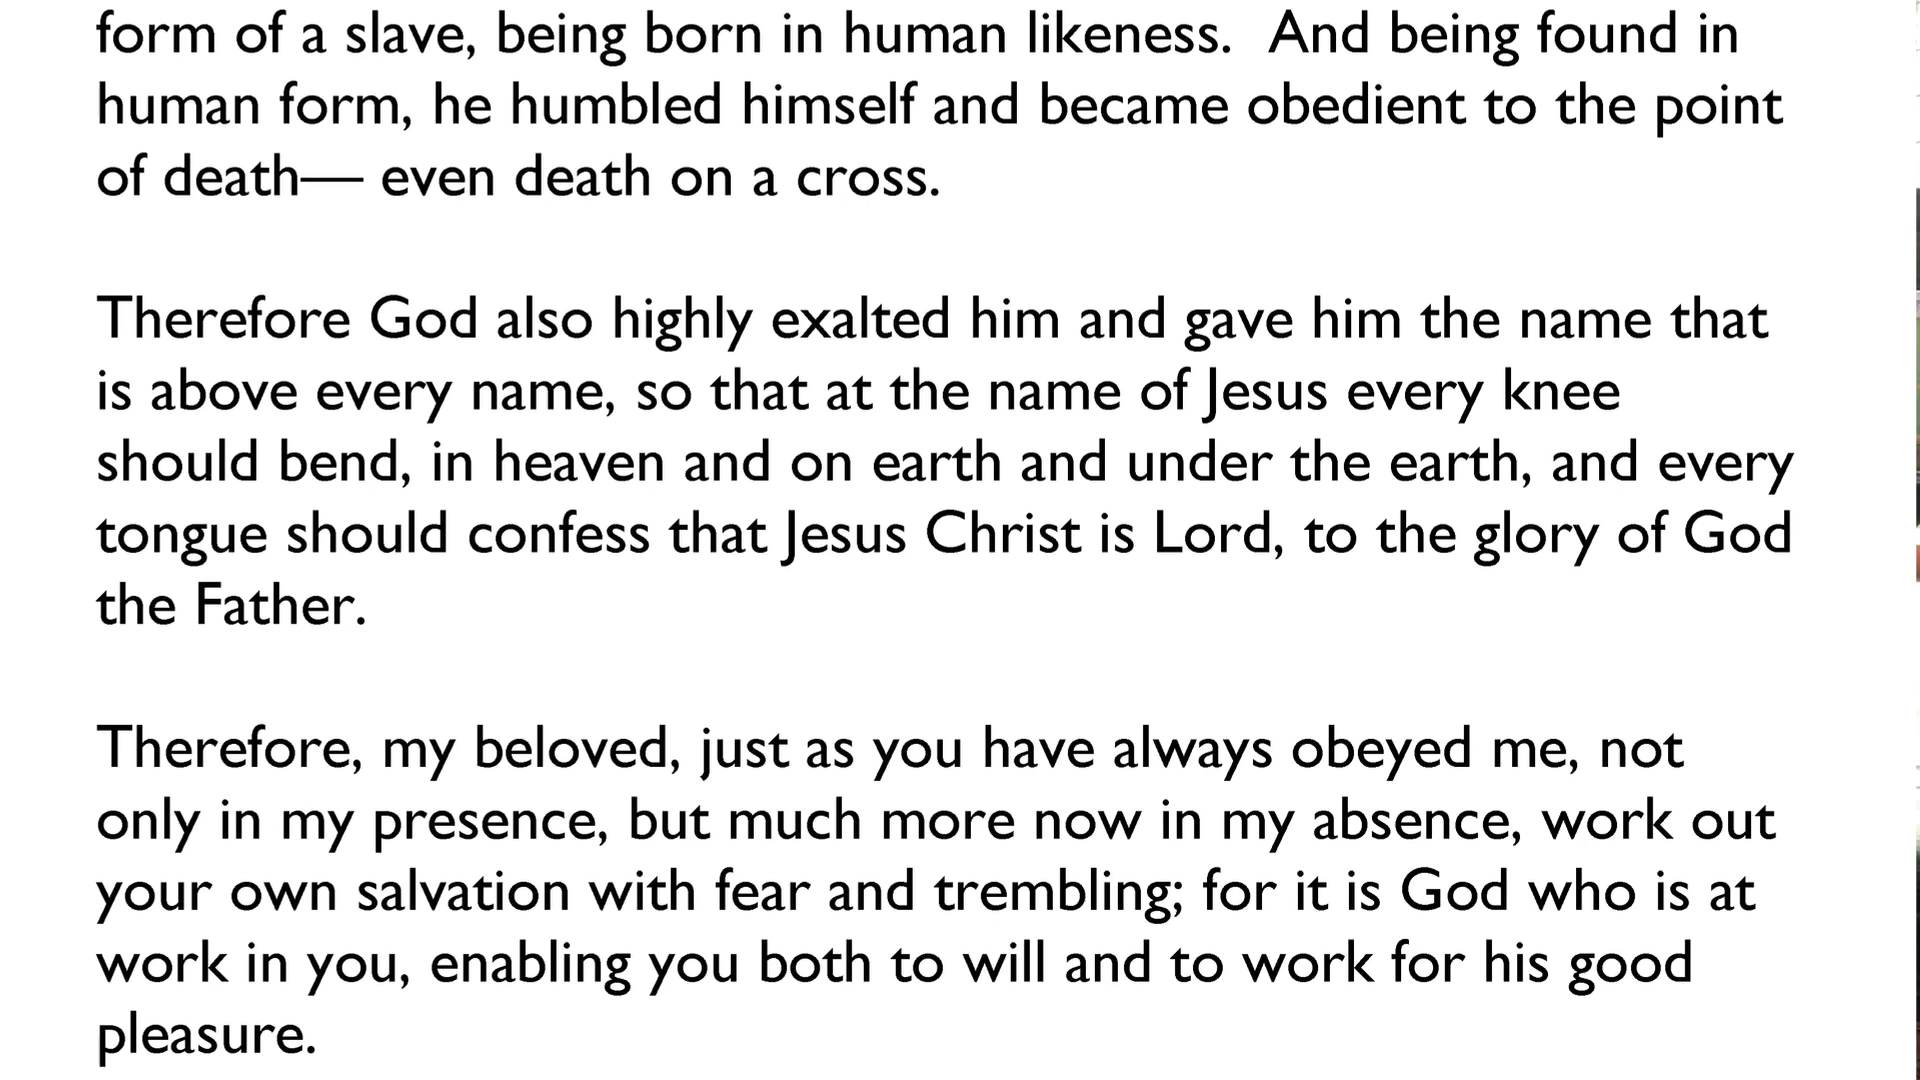 form of a slave, being born in human likeness.  And being found in
human form, he humbled himself and became obedient to the point
of death— even death on a cross.
Therefore God also highly exalted him and gave him the name that
is above every name, so that at the name of Jesus every knee
should bend, in heaven and on earth and under the earth, and every
tongue should confess that Jesus Christ is Lord, to the glory of God
the Father.
Therefore, my beloved, just as you have always obeyed me, not
only in my presence, but much more now in my absence, work out
your own salvation with fear and trembling; for it is God who is at
work in you, enabling you both to will and to work for his good
pleasure.